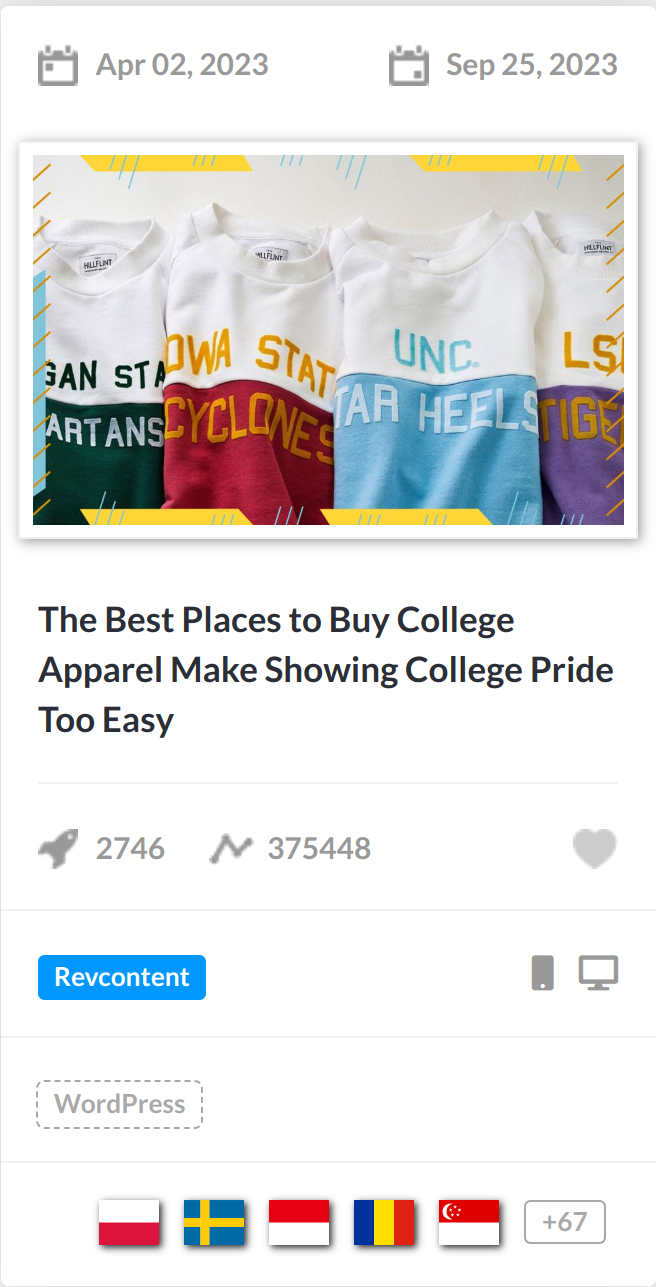 Apr 02, 2023
Sep 25, 2023
HILLFLINT
HILLFLINT
HILLFLINT
GAN STA
ARTANS
OWA STAT
CYCLONES
UNC
TAR HEELS
LS
TIGE
The Best Places to Buy College
Apparel Make Showing College Pride
Too Easy
2746
375448
Revcontent
WordPress
+67